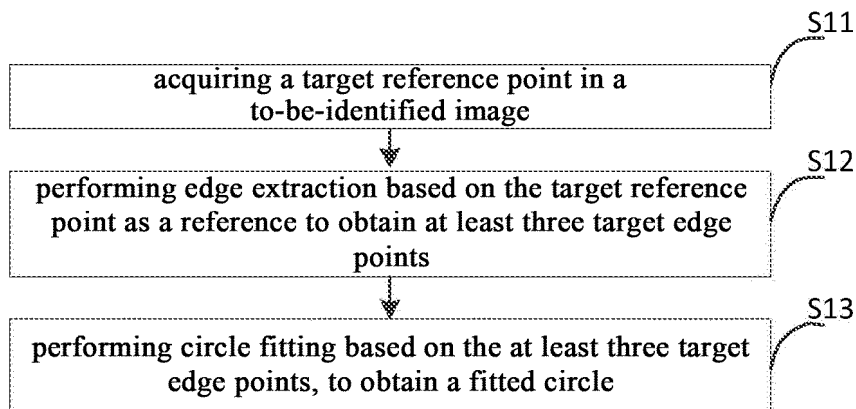 S11
acquiring a target reference point in a
to-be-identified image
S12
performing edge extraction based on the target reference
point as a reference to obtain at least three target edge
points
S13
performing circle fitting based on the at least three target
edge points, to obtain a fitted circle